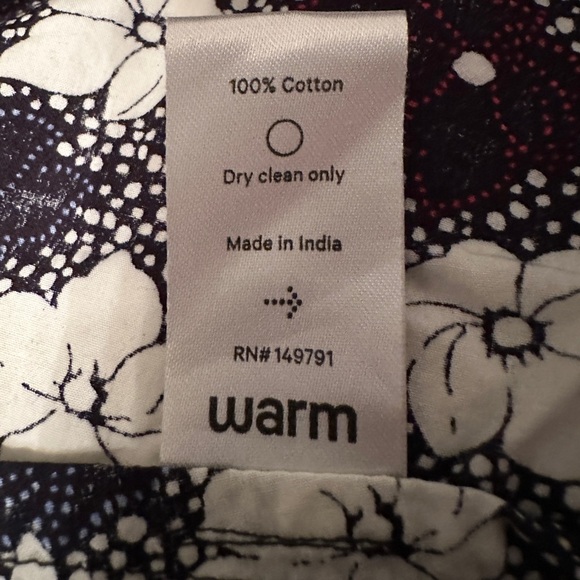 100% Cotton
Dry clean only
Made in India
RN# 149791
warm